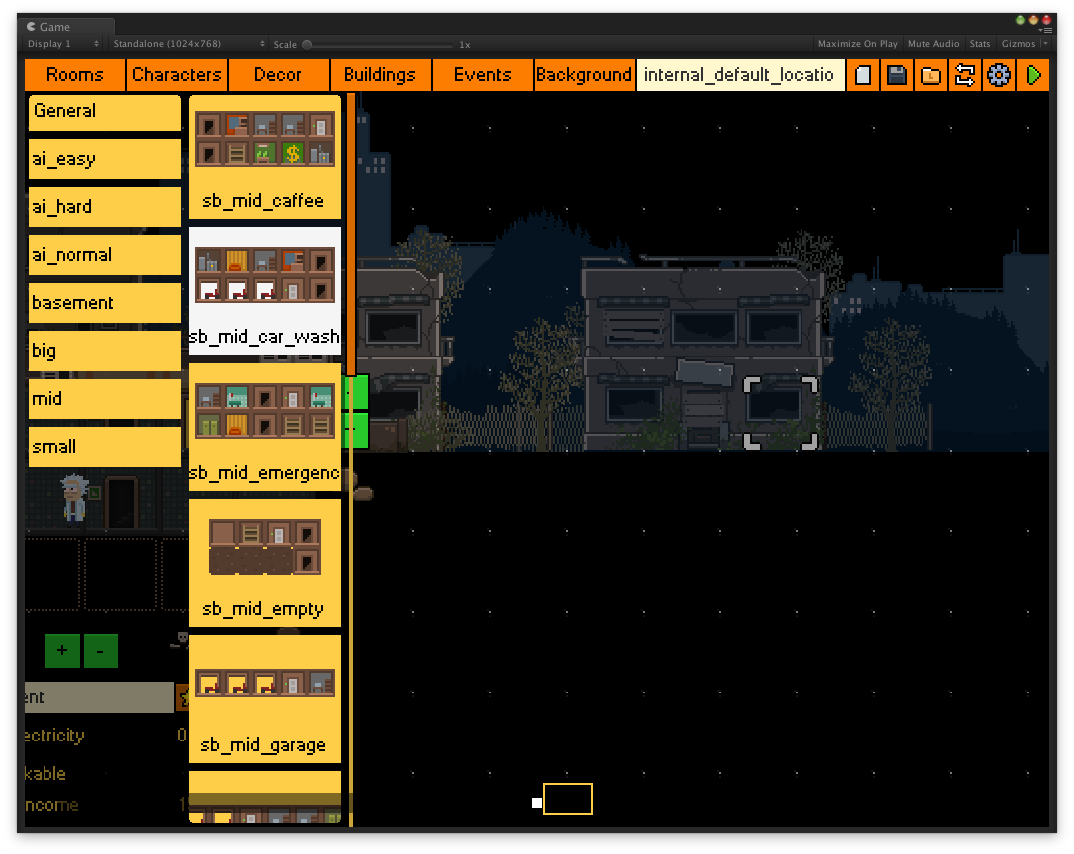 Game
Display 1 Standalone (1024x768) Scale 1x Maximize On Play Mute Audio Stats Gizmos
Rooms Characters Decor Buildings Events Background internal_default_locatio
General
ai_easy
ai_hard
ai_normal
basement
big
mid
small
sb_mid_caffee
sb_mid_car_wash
sb_mid_emergenc
sb_mid_empty
sb_mid_garage
+ -
ent
ectricity 0
kable
ncome 1